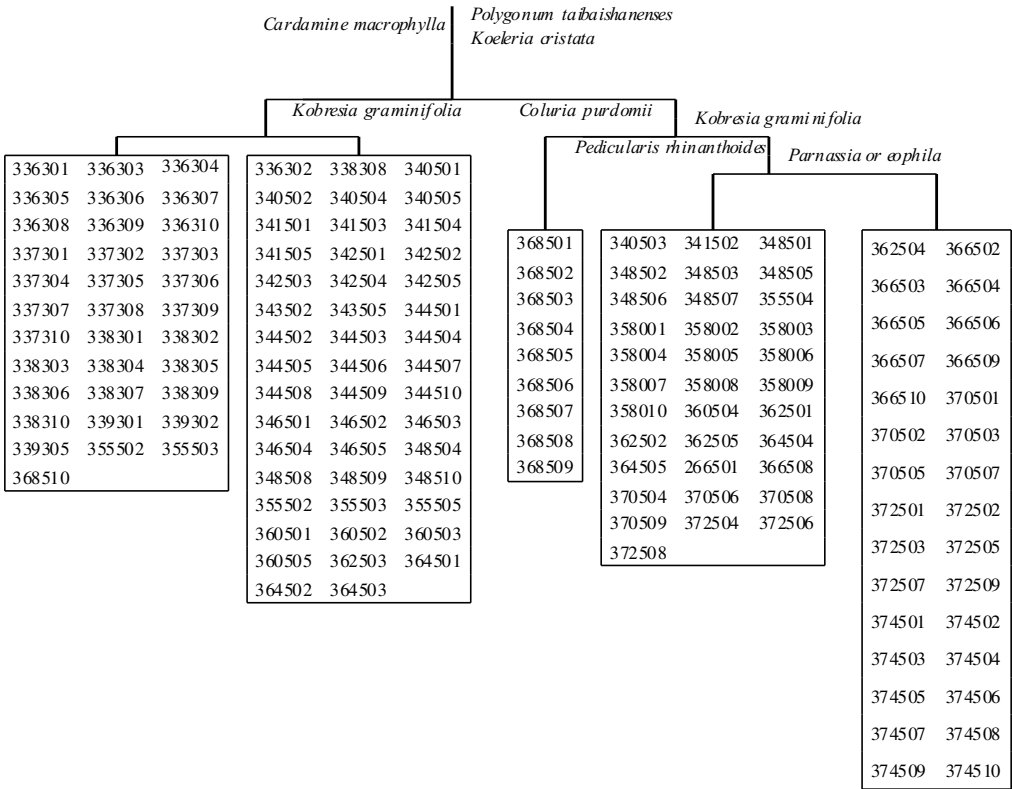 Cardamine macrophylla
Polygonum taibaishanenses
Koeleria cristata
Kobresia graminifolia
Coluria purdomii
Kobresia graminifolia
Pedicularis rhinanthoides
Parnassia or eophila
336301 336303 336304
336305 336306 336307
336308 336309 336310
337301 337302 337303
337304 337305 337306
337307 337308 337309
337310 338301 338302
338303 338304 338305
338306 338307 338309
338310 339301 339302
339305 355502 355503
368510
336302 338308 340501
340502 340504 340505
341501 341503 341504
341505 342501 342502
342503 342504 342505
343502 343505 344501
344502 344503 344504
344505 344506 344507
344508 344509 344510
346501 346502 346503
346504 346505 348504
348508 348509 348510
355502 355503 355505
360501 360502 360503
360505 362503 364501
364502 364503
368501
368502
368503
368504
368505
368506
368507
368508
368509
340503 341502 348501
348502 348503 348505
348506 348507 355504
358001 358002 358003
358004 358005 358006
358007 358008 358009
358010 360504 362501
362502 362505 364504
364505 266501 366508
370504 370506 370508
370509 372504 372506
372508
362504 366502
366503 366504
366505 366506
366507 366509
366510 370501
370502 370503
370505 370507
372501 372502
372503 372505
372507 372509
374501 374502
374503 374504
374505 374506
374507 374508
374509 374510